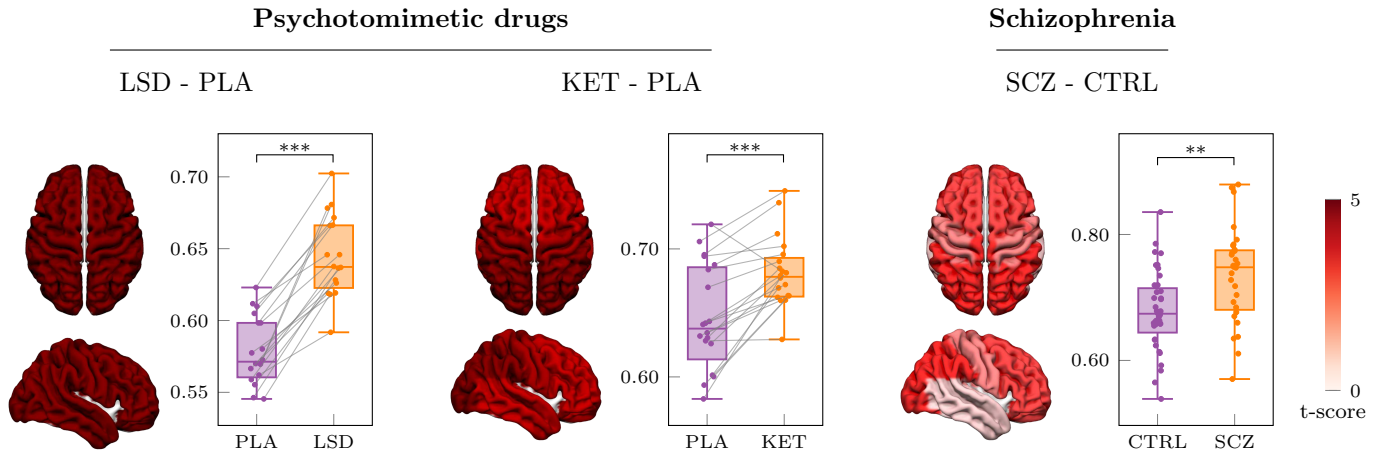 Psychotomimetic drugs
Schizophrenia
LSD - PLA
KET - PLA
SCZ - CTRL
***
0.70
0.65
0.60
0.55
PLA LSD
***
0.70
0.60
PLA KET
**
0.80
0.60
CTRL SCZ
5
0
t-score